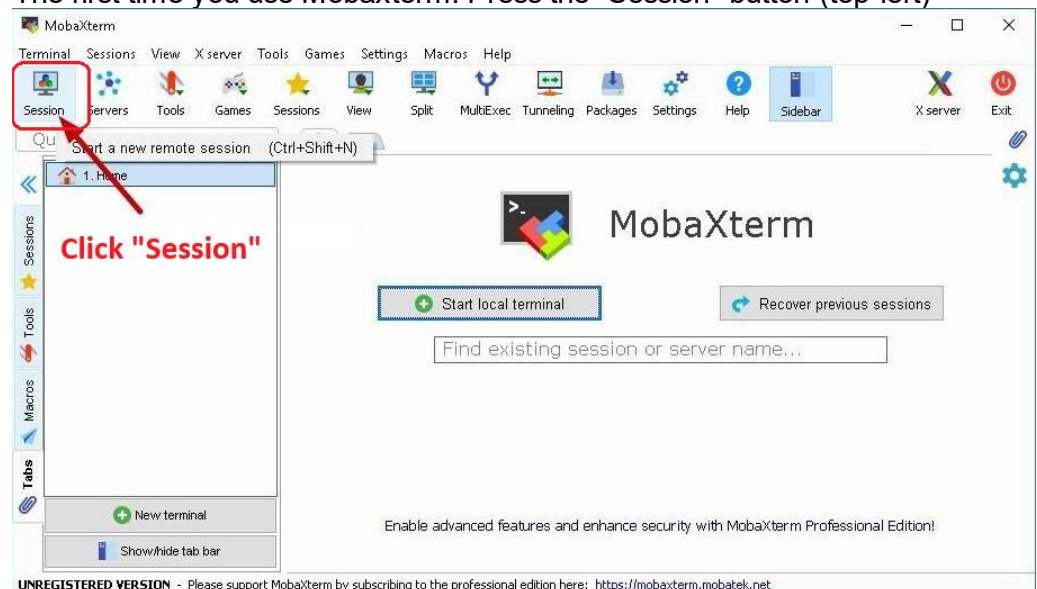 The first time you use MobaXterm: Press the "Session" button (top left)
MobaXterm
Terminal Sessions View X server Tools Games Settings Macros Help
Session Servers Tools Games Sessions View Split MultiExec Tunneling Packages Settings Help Sidebar X server Exit
Start a new remote session (Ctrl+Shift+N)
1. Home
Click "Session"
Sessions
Tools
Macros
Tabs
MobaXterm
Start local terminal
Recover previous sessions
Find existing session or server name...
New terminal
Show/hide tab bar
Enable advanced features and enhance security with MobaXterm Professional Edition!
UNREGISTERED VERSION - Please support MobaXterm by subscribing to the professional edition here: https://mobaxterm.mobatek.net